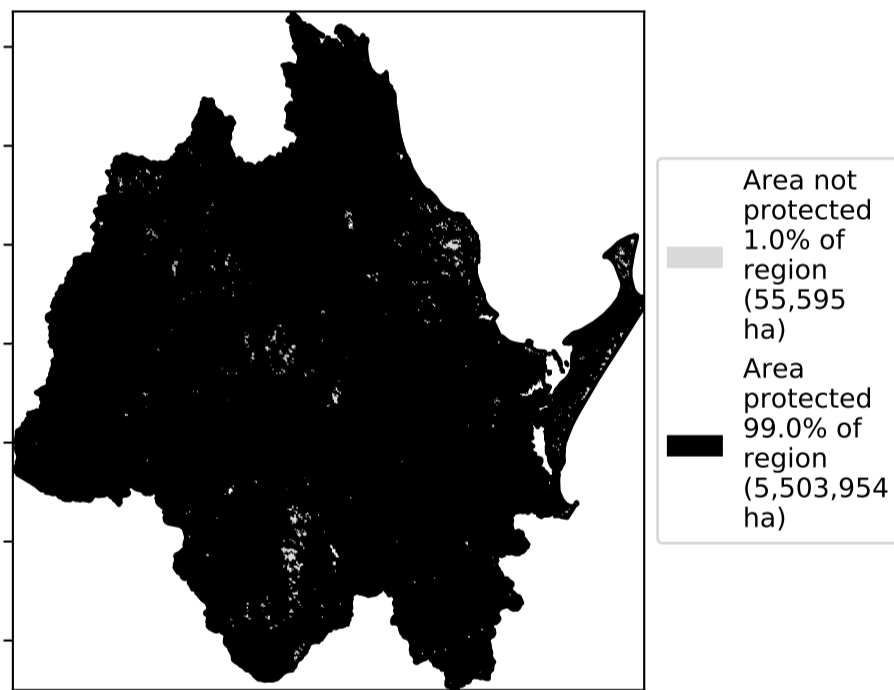 Area not
protected
1.0% of
region
(55,595
ha)
Area
protected
99.0% of
region
(5,503,954
ha)